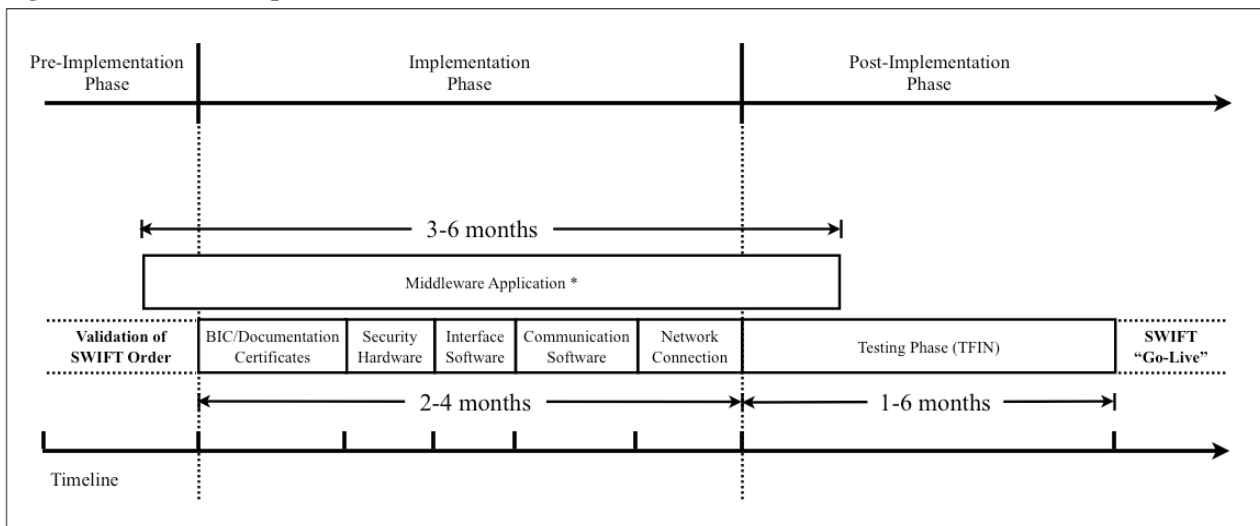 Pre-Implementation
Phase
Implementation
Phase
Post-Implementation
Phase
3-6 months
Middleware Application *
Validation of
SWIFT Order
BIC/Documentation
Certificates
Security
Hardware
Interface
Software
Communication
Software
Network
Connection
Testing Phase (TFIN)
SWIFT
“Go-Live”
2-4 months
1-6 months
Timeline